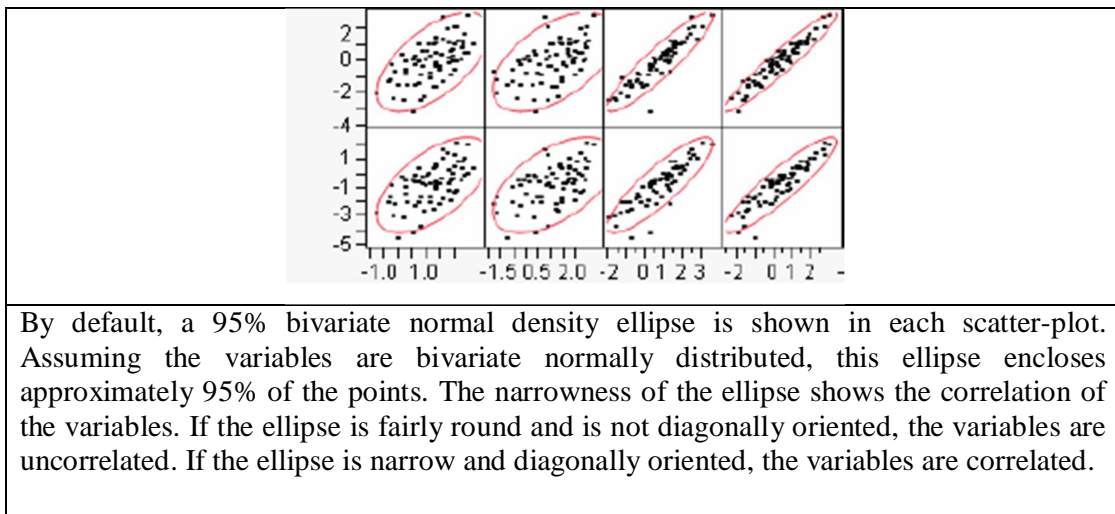 2
0
-2
-4
1
-1
-3
-5
-1.0 1.0 -1.5 0.5 2.0 -2 0 1 2 3 -2 0 1 2 -
By default, a 95% bivariate normal density ellipse is shown in each scatter-plot.
Assuming the variables are bivariate normally distributed, this ellipse encloses
approximately 95% of the points. The narrowness of the ellipse shows the correlation of
the variables. If the ellipse is fairly round and is not diagonally oriented, the variables are
uncorrelated. If the ellipse is narrow and diagonally oriented, the variables are correlated.